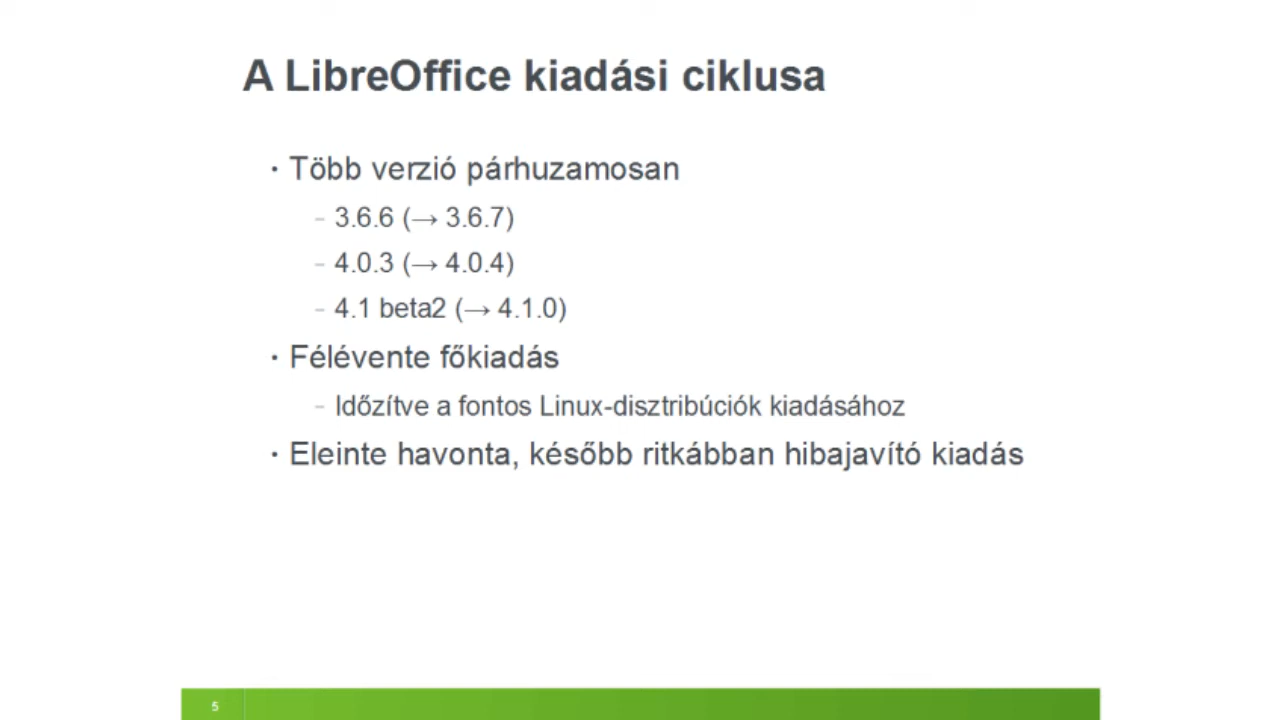 A LibreOffice kiadási ciklusa
· Több verzió párhuzamosan
– 3.6.6 (→ 3.6.7)
– 4.0.3 (→ 4.0.4)
– 4.1 beta2 (→ 4.1.0)
· Félévente főkiadás
– Időzítve a fontos Linux-disztribúciók kiadásához
· Eleinte havonta, később ritkábban hibajavító kiadás
5